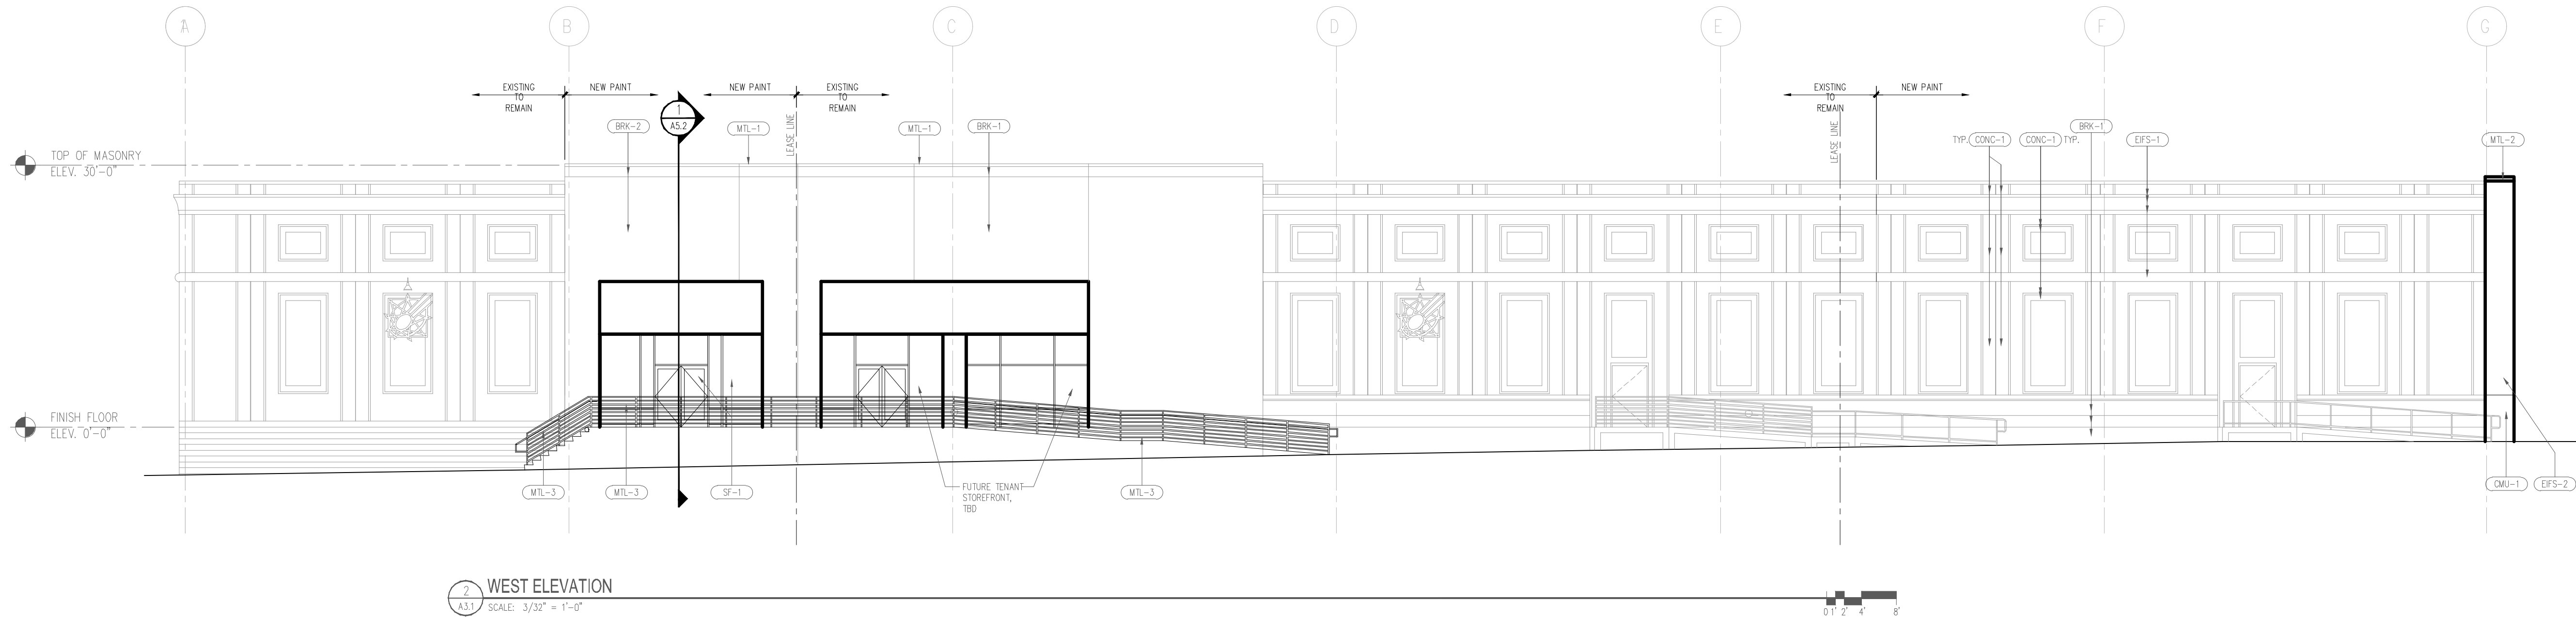 A
B
C
D
E
F
G
EXISTING
TO
REMAIN
NEW PAINT
NEW PAINT
EXISTING
TO
REMAIN
EXISTING
TO
REMAIN
NEW PAINT
1
A5.2
BRK-2
MTL-1
LEASE LINE
MTL-1
BRK-1
LEASE LINE
TYP.
CONC-1
CONC-1
TYP.
BRK-1
EIFS-1
MTL-2
TOP OF MASONRY
ELEV. 30'-0"
FINISH FLOOR
ELEV. 0'-0"
MTL-3
MTL-3
SF-1
FUTURE TENANT
STOREFRONT,
TBD
MTL-3
CMU-1
EIFS-2
2
A3.1
WEST ELEVATION
SCALE: 3/32" = 1'-0"
0 1' 2' 4' 8'